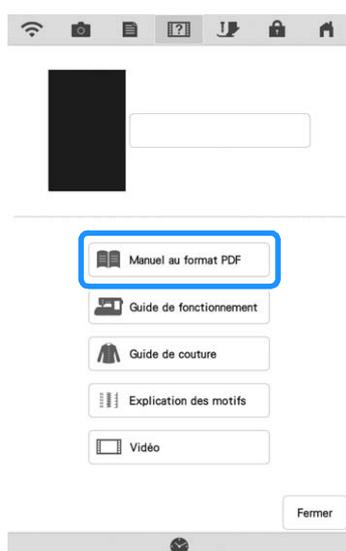 ?
Manuel au format PDF
Guide de fonctionnement
Guide de couture
Explication des motifs
Vidéo
Fermer